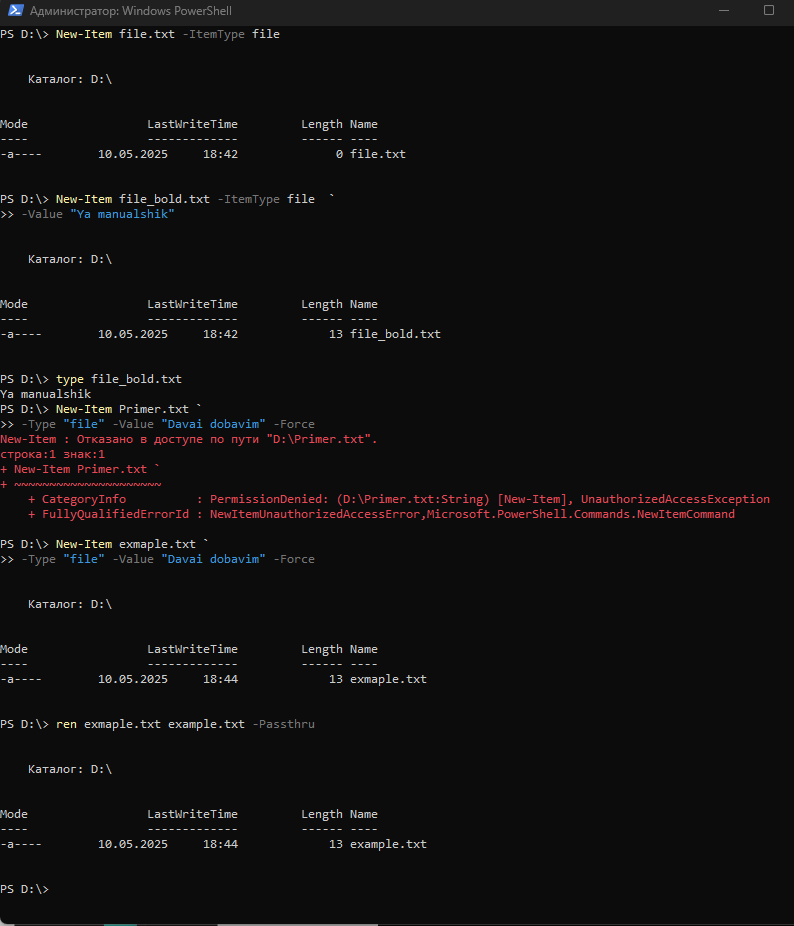 Администратор: Windows PowerShell
PS D:\> New-Item file.txt -ItemType file
Каталог: D:\
Mode LastWriteTime Length Name
---- ------------- ------ ----
-a---- 10.05.2025 18:42 0 file.txt
PS D:\> New-Item file_bold.txt -ItemType file `
>> -Value "Ya manualshik"
Каталог: D:\
Mode LastWriteTime Length Name
---- ------------- ------ ----
-a---- 10.05.2025 18:42 13 file_bold.txt
PS D:\> type file_bold.txt
Ya manualshik
PS D:\> New-Item Primer.txt `
>> -Type "file" -Value "Davai dobavim" -Force
New-Item : Отказано в доступе по пути "D:\Primer.txt".
строка:1 знак:1
+ New-Item Primer.txt `
+ ~~~~~~~~~~~~~~~~~~~~~
+ CategoryInfo : PermissionDenied: (D:\Primer.txt:String) [New-Item], UnauthorizedAccessException
+ FullyQualifiedErrorId : NewItemUnauthorizedAccessError,Microsoft.PowerShell.Commands.NewItemCommand
PS D:\> New-Item exmaple.txt `
>> -Type "file" -Value "Davai dobavim" -Force
Каталог: D:\
Mode LastWriteTime Length Name
---- ------------- ------ ----
-a---- 10.05.2025 18:44 13 exmaple.txt
PS D:\> ren exmaple.txt example.txt -Passthru
Каталог: D:\
Mode LastWriteTime Length Name
---- ------------- ------ ----
-a---- 10.05.2025 18:44 13 example.txt
PS D:\>